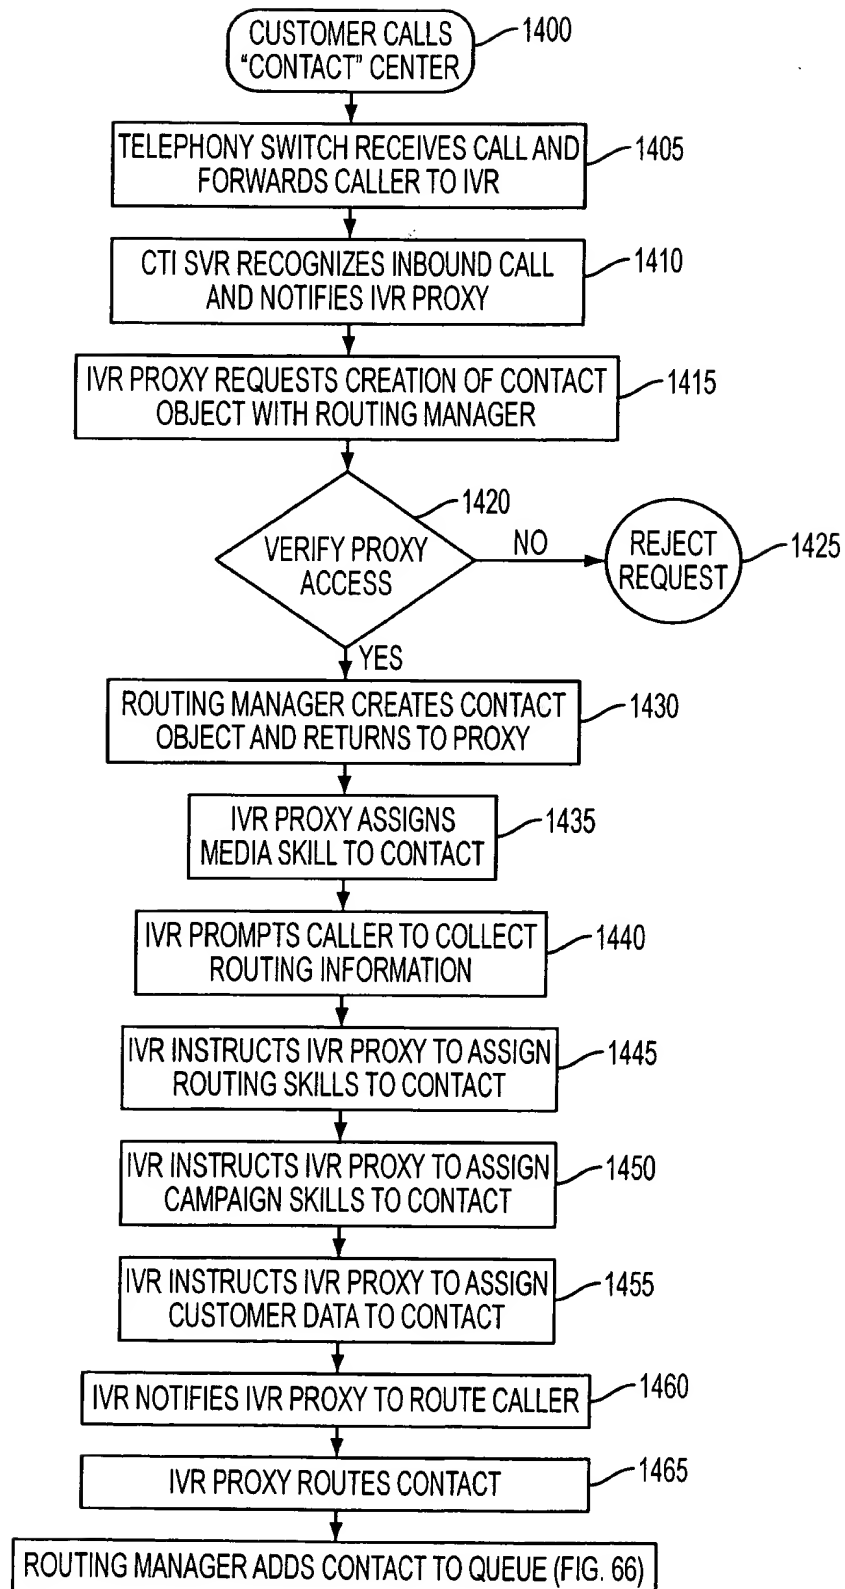 CUSTOMER CALLS
"CONTACT" CENTER
1400
TELEPHONY SWITCH RECEIVES CALL AND
FORWARDS CALLER TO IVR
1405
CTI SVR RECOGNIZES INBOUND CALL
AND NOTIFIES IVR PROXY
1410
IVR PROXY REQUESTS CREATION OF CONTACT
OBJECT WITH ROUTING MANAGER
1415
1420
VERIFY PROXY
ACCESS
NO
REJECT
REQUEST
1425
YES
ROUTING MANAGER CREATES CONTACT
OBJECT AND RETURNS TO PROXY
1430
IVR PROXY ASSIGNS
MEDIA SKILL TO CONTACT
1435
IVR PROMPTS CALLER TO COLLECT
ROUTING INFORMATION
1440
IVR INSTRUCTS IVR PROXY TO ASSIGN
ROUTING SKILLS TO CONTACT
1445
IVR INSTRUCTS IVR PROXY TO ASSIGN
CAMPAIGN SKILLS TO CONTACT
1450
IVR INSTRUCTS IVR PROXY TO ASSIGN
CUSTOMER DATA TO CONTACT
1455
IVR NOTIFIES IVR PROXY TO ROUTE CALLER
1460
IVR PROXY ROUTES CONTACT
1465
ROUTING MANAGER ADDS CONTACT TO QUEUE (FIG. 66)